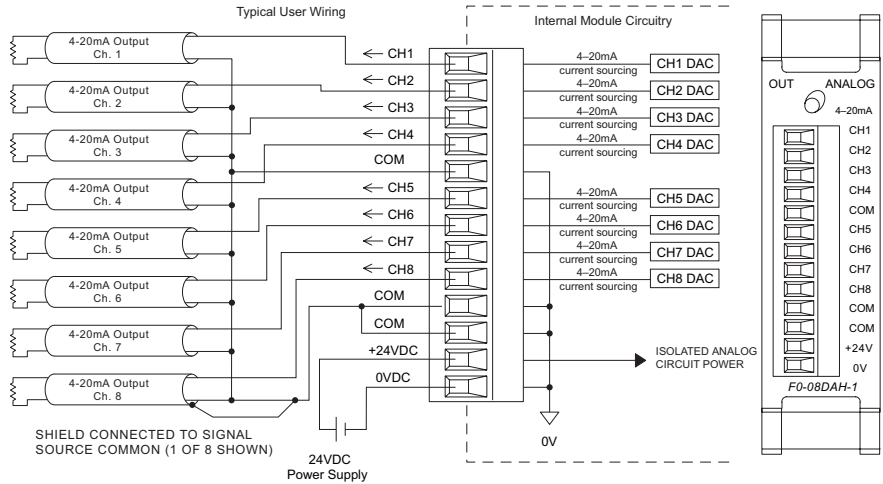 Typical User Wiring
Internal Module Circuitry
4-20mA Output
Ch. 1
4-20mA Output
Ch. 2
4-20mA Output
Ch. 3
4-20mA Output
Ch. 4
4-20mA Output
Ch. 5
4-20mA Output
Ch. 6
4-20mA Output
Ch. 7
4-20mA Output
Ch. 8
SHIELD CONNECTED TO SIGNAL
SOURCE COMMON (1 OF 8 SHOWN)
CH1
CH2
CH3
CH4
COM
CH5
CH6
CH7
CH8
COM
COM
+24VDC
0VDC
24VDC
Power Supply
4–20mA
current sourcing
CH1 DAC
4–20mA
current sourcing
CH2 DAC
4–20mA
current sourcing
CH3 DAC
4–20mA
current sourcing
CH4 DAC
4–20mA
current sourcing
CH5 DAC
4–20mA
current sourcing
CH6 DAC
4–20mA
current sourcing
CH7 DAC
4–20mA
current sourcing
CH8 DAC
ISOLATED ANALOG
CIRCUIT POWER
0V
OUT ANALOG
4–20mA
CH1
CH2
CH3
CH4
COM
CH5
CH6
CH7
CH8
COM
COM
+24V
0V
F0-08DAH-1